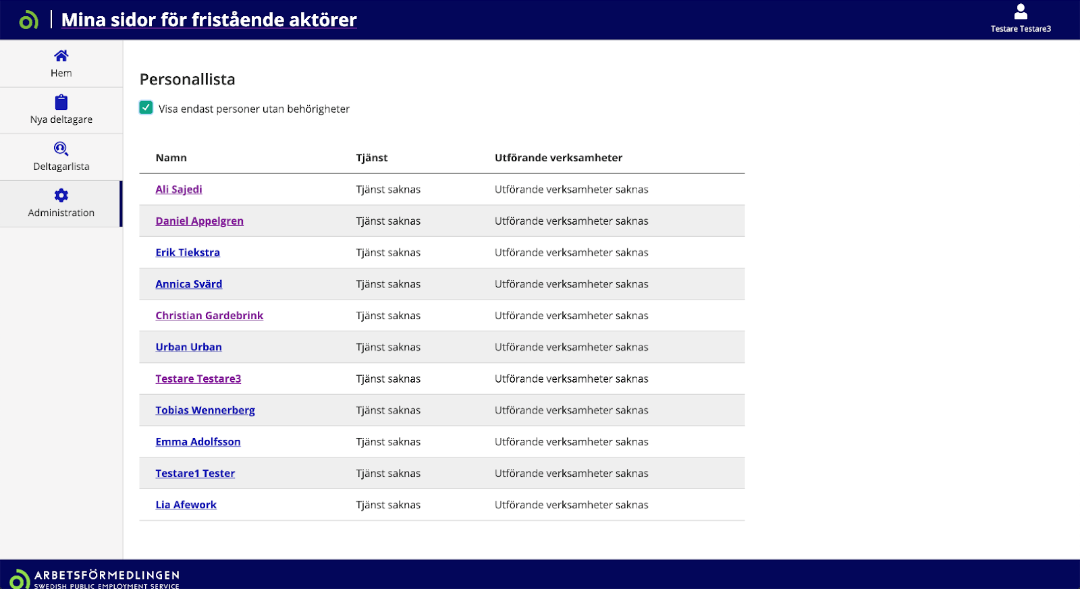 Mina sidor för fristående aktörer
Testare Testare3
Hem
Nya deltagare
Deltagarlista
Administration
Personallista
Visa endast personer utan behörigheter
Namn Tjänst Utförande verksamheter
Ali Sajedi Tjänst saknas Utförande verksamheter saknas
Daniel Appelgren Tjänst saknas Utförande verksamheter saknas
Erik Tiekstra Tjänst saknas Utförande verksamheter saknas
Annica Svärd Tjänst saknas Utförande verksamheter saknas
Christian Gardebrink Tjänst saknas Utförande verksamheter saknas
Urban Urban Tjänst saknas Utförande verksamheter saknas
Testare Testare3 Tjänst saknas Utförande verksamheter saknas
Tobias Wennerberg Tjänst saknas Utförande verksamheter saknas
Emma Adolfsson Tjänst saknas Utförande verksamheter saknas
Testare1 Tester Tjänst saknas Utförande verksamheter saknas
Lia Afework Tjänst saknas Utförande verksamheter saknas
ARBETSFÖRMEDLINGEN
SWEDISH PUBLIC EMPLOYMENT SERVICE